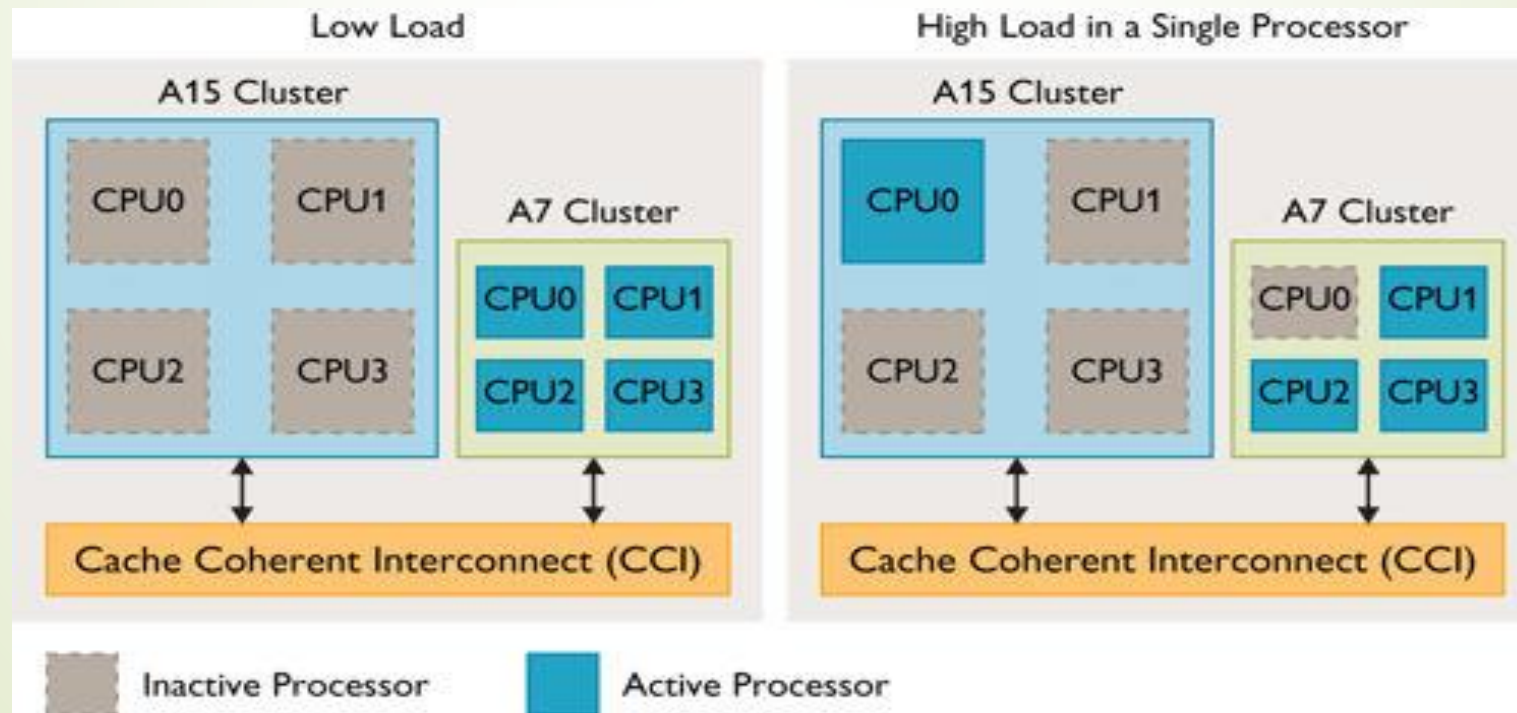 Low Load
A15 Cluster
CPU0 CPU1
CPU2 CPU3
A7 Cluster
CPU0 CPU1
CPU2 CPU3
Cache Coherent Interconnect (CCI)
High Load in a Single Processor
A15 Cluster
CPU0 CPU1
CPU2 CPU3
A7 Cluster
CPU0 CPU1
CPU2 CPU3
Cache Coherent Interconnect (CCI)
Inactive Processor
Active Processor